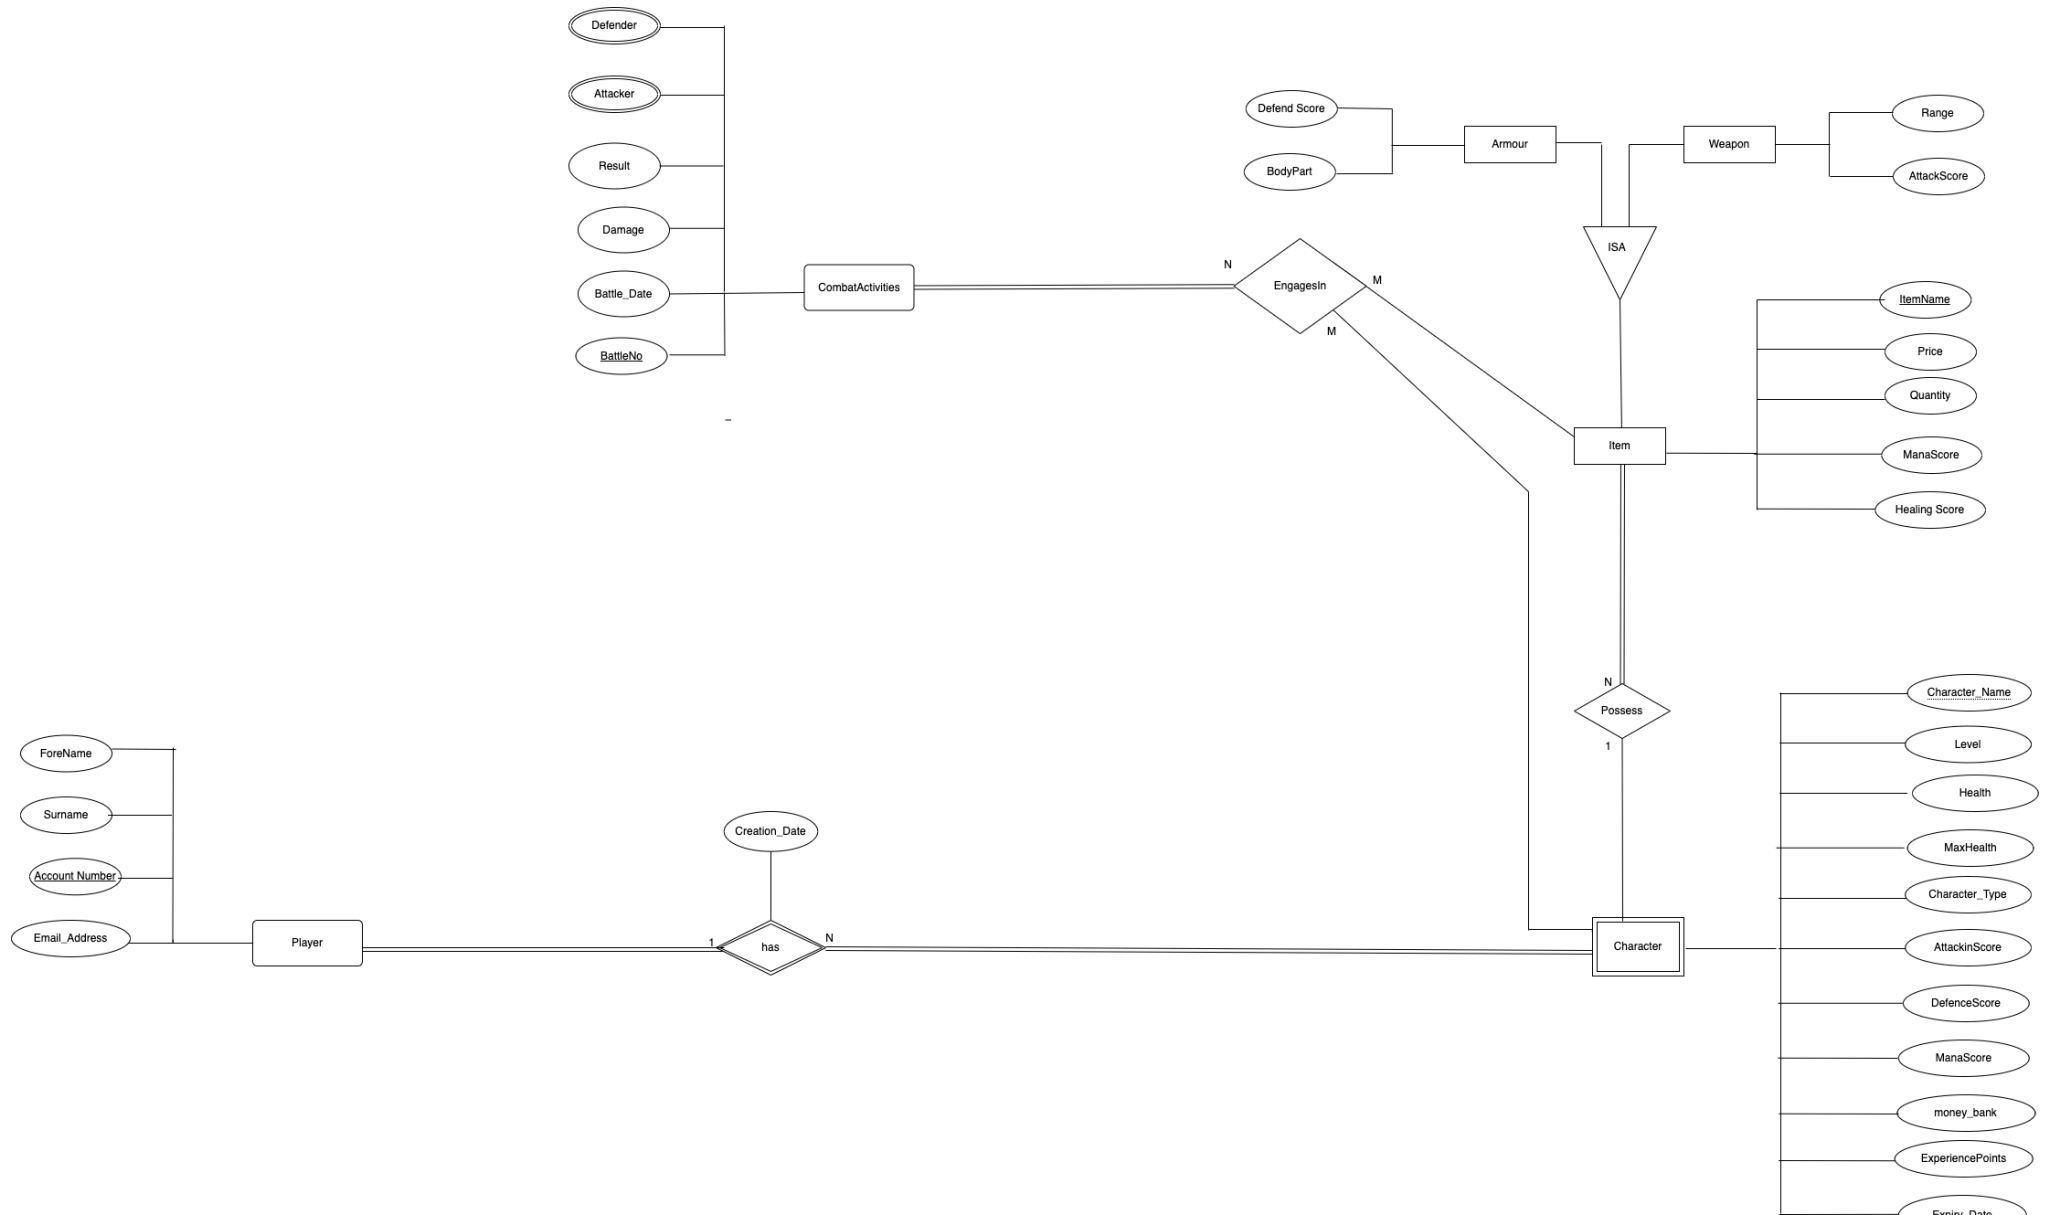 Defender
Attacker
Result
Damage
Battle_Date
BattleNo
CombatActivities
N
EngagesIn
M
M
Defend Score
BodyPart
Armour
Weapon
Range
AttackScore
ISA
ItemName
Price
Quantity
ManaScore
Healing Score
Item
N
Possess
1
ForeName
Surname
Account Number
Email_Address
Player
1
Creation_Date
has
N
Character
Character_Name
Level
Health
MaxHealth
Character_Type
AttackinScore
DefenceScore
ManaScore
money_bank
ExperiencePoints
Expiry_Date